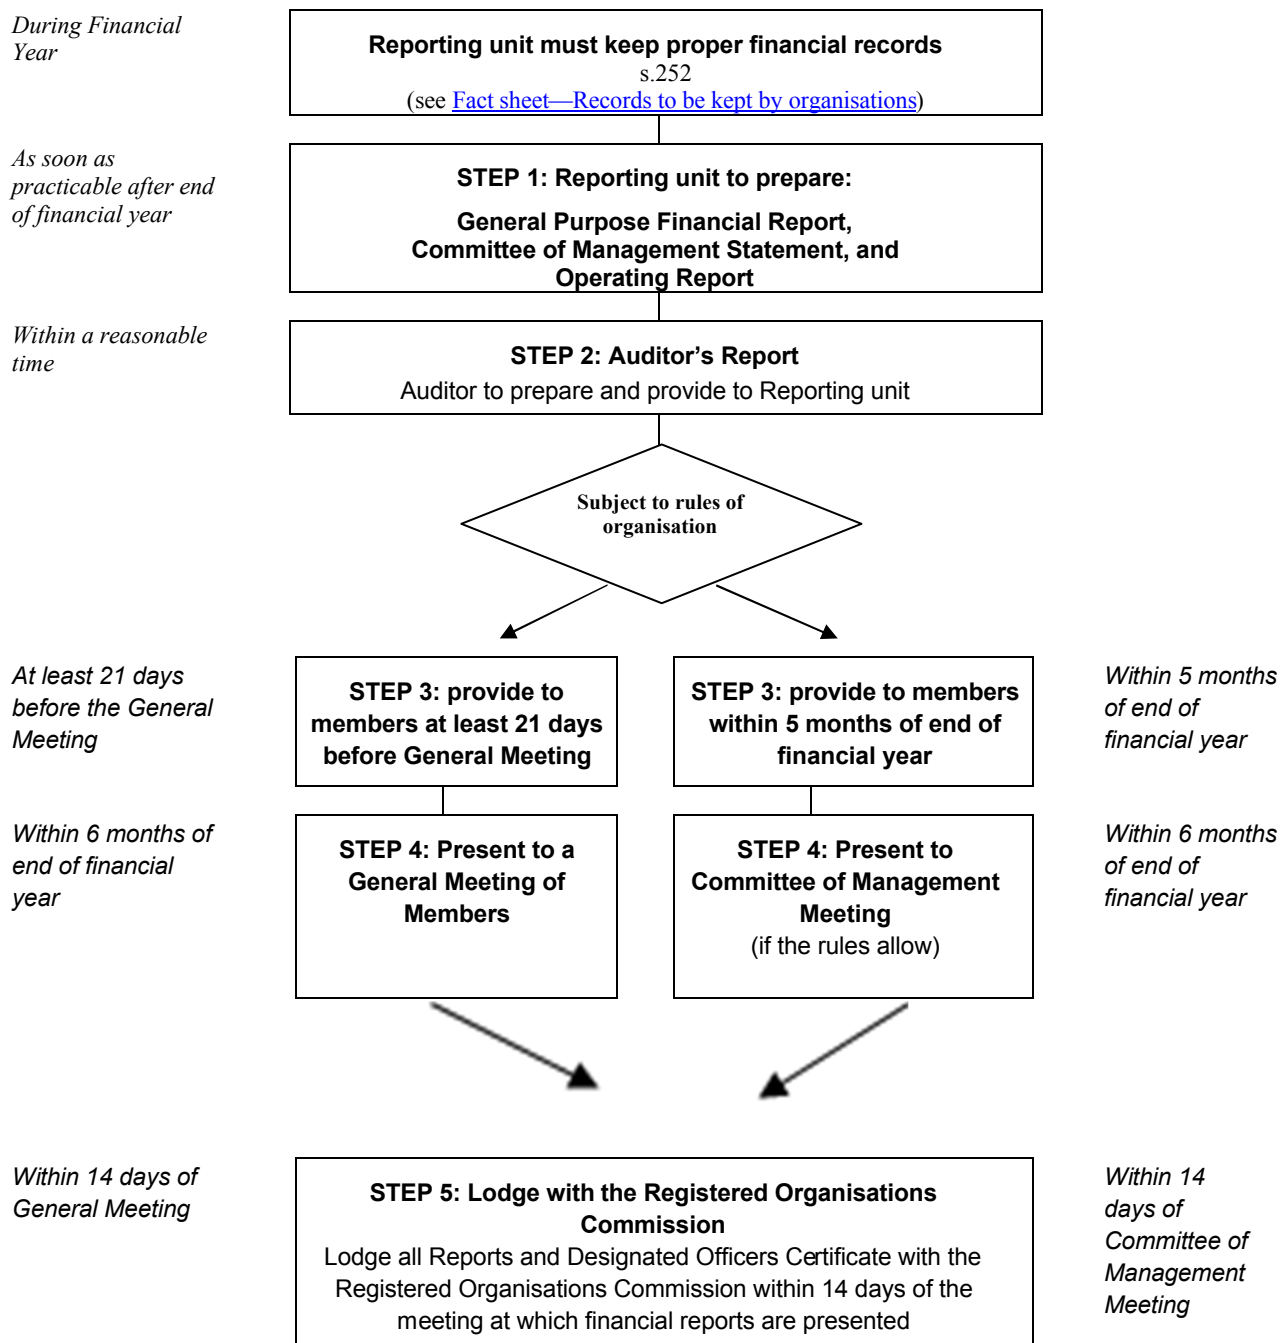 During Financial
Year
Reporting unit must keep proper financial records
s.252
(see Fact sheet—Records to be kept by organisations)
As soon as
practicable after end
of financial year
STEP 1: Reporting unit to prepare:
General Purpose Financial Report,
Committee of Management Statement, and
Operating Report
Within a reasonable
time
STEP 2: Auditor's Report
Auditor to prepare and provide to Reporting unit
Subject to rules of
organisation
At least 21 days
before the General
Meeting
STEP 3: provide to
members at least 21 days
before General Meeting
STEP 3: provide to members
within 5 months of end of
financial year
Within 5 months
of end of
financial year
Within 6 months of
end of financial
year
STEP 4: Present to a
General Meeting of
Members
STEP 4: Present to
Committee of Management
Meeting
(if the rules allow)
Within 6 months
of end of
financial year
Within 14 days of
General Meeting
STEP 5: Lodge with the Registered Organisations
Commission
Lodge all Reports and Designated Officers Certificate with the
Registered Organisations Commission within 14 days of the
meeting at which financial reports are presented
Within 14
days of
Committee of
Management
Meeting